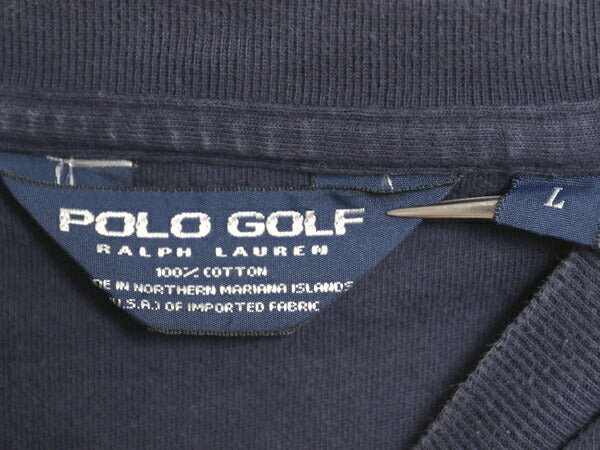 POLO GOLF
RALPH LAUREN
100% COTTON
DE IN NORTHERN MARIANA ISLANDS
U.S.A.) OF IMPORTED FABRIC
L